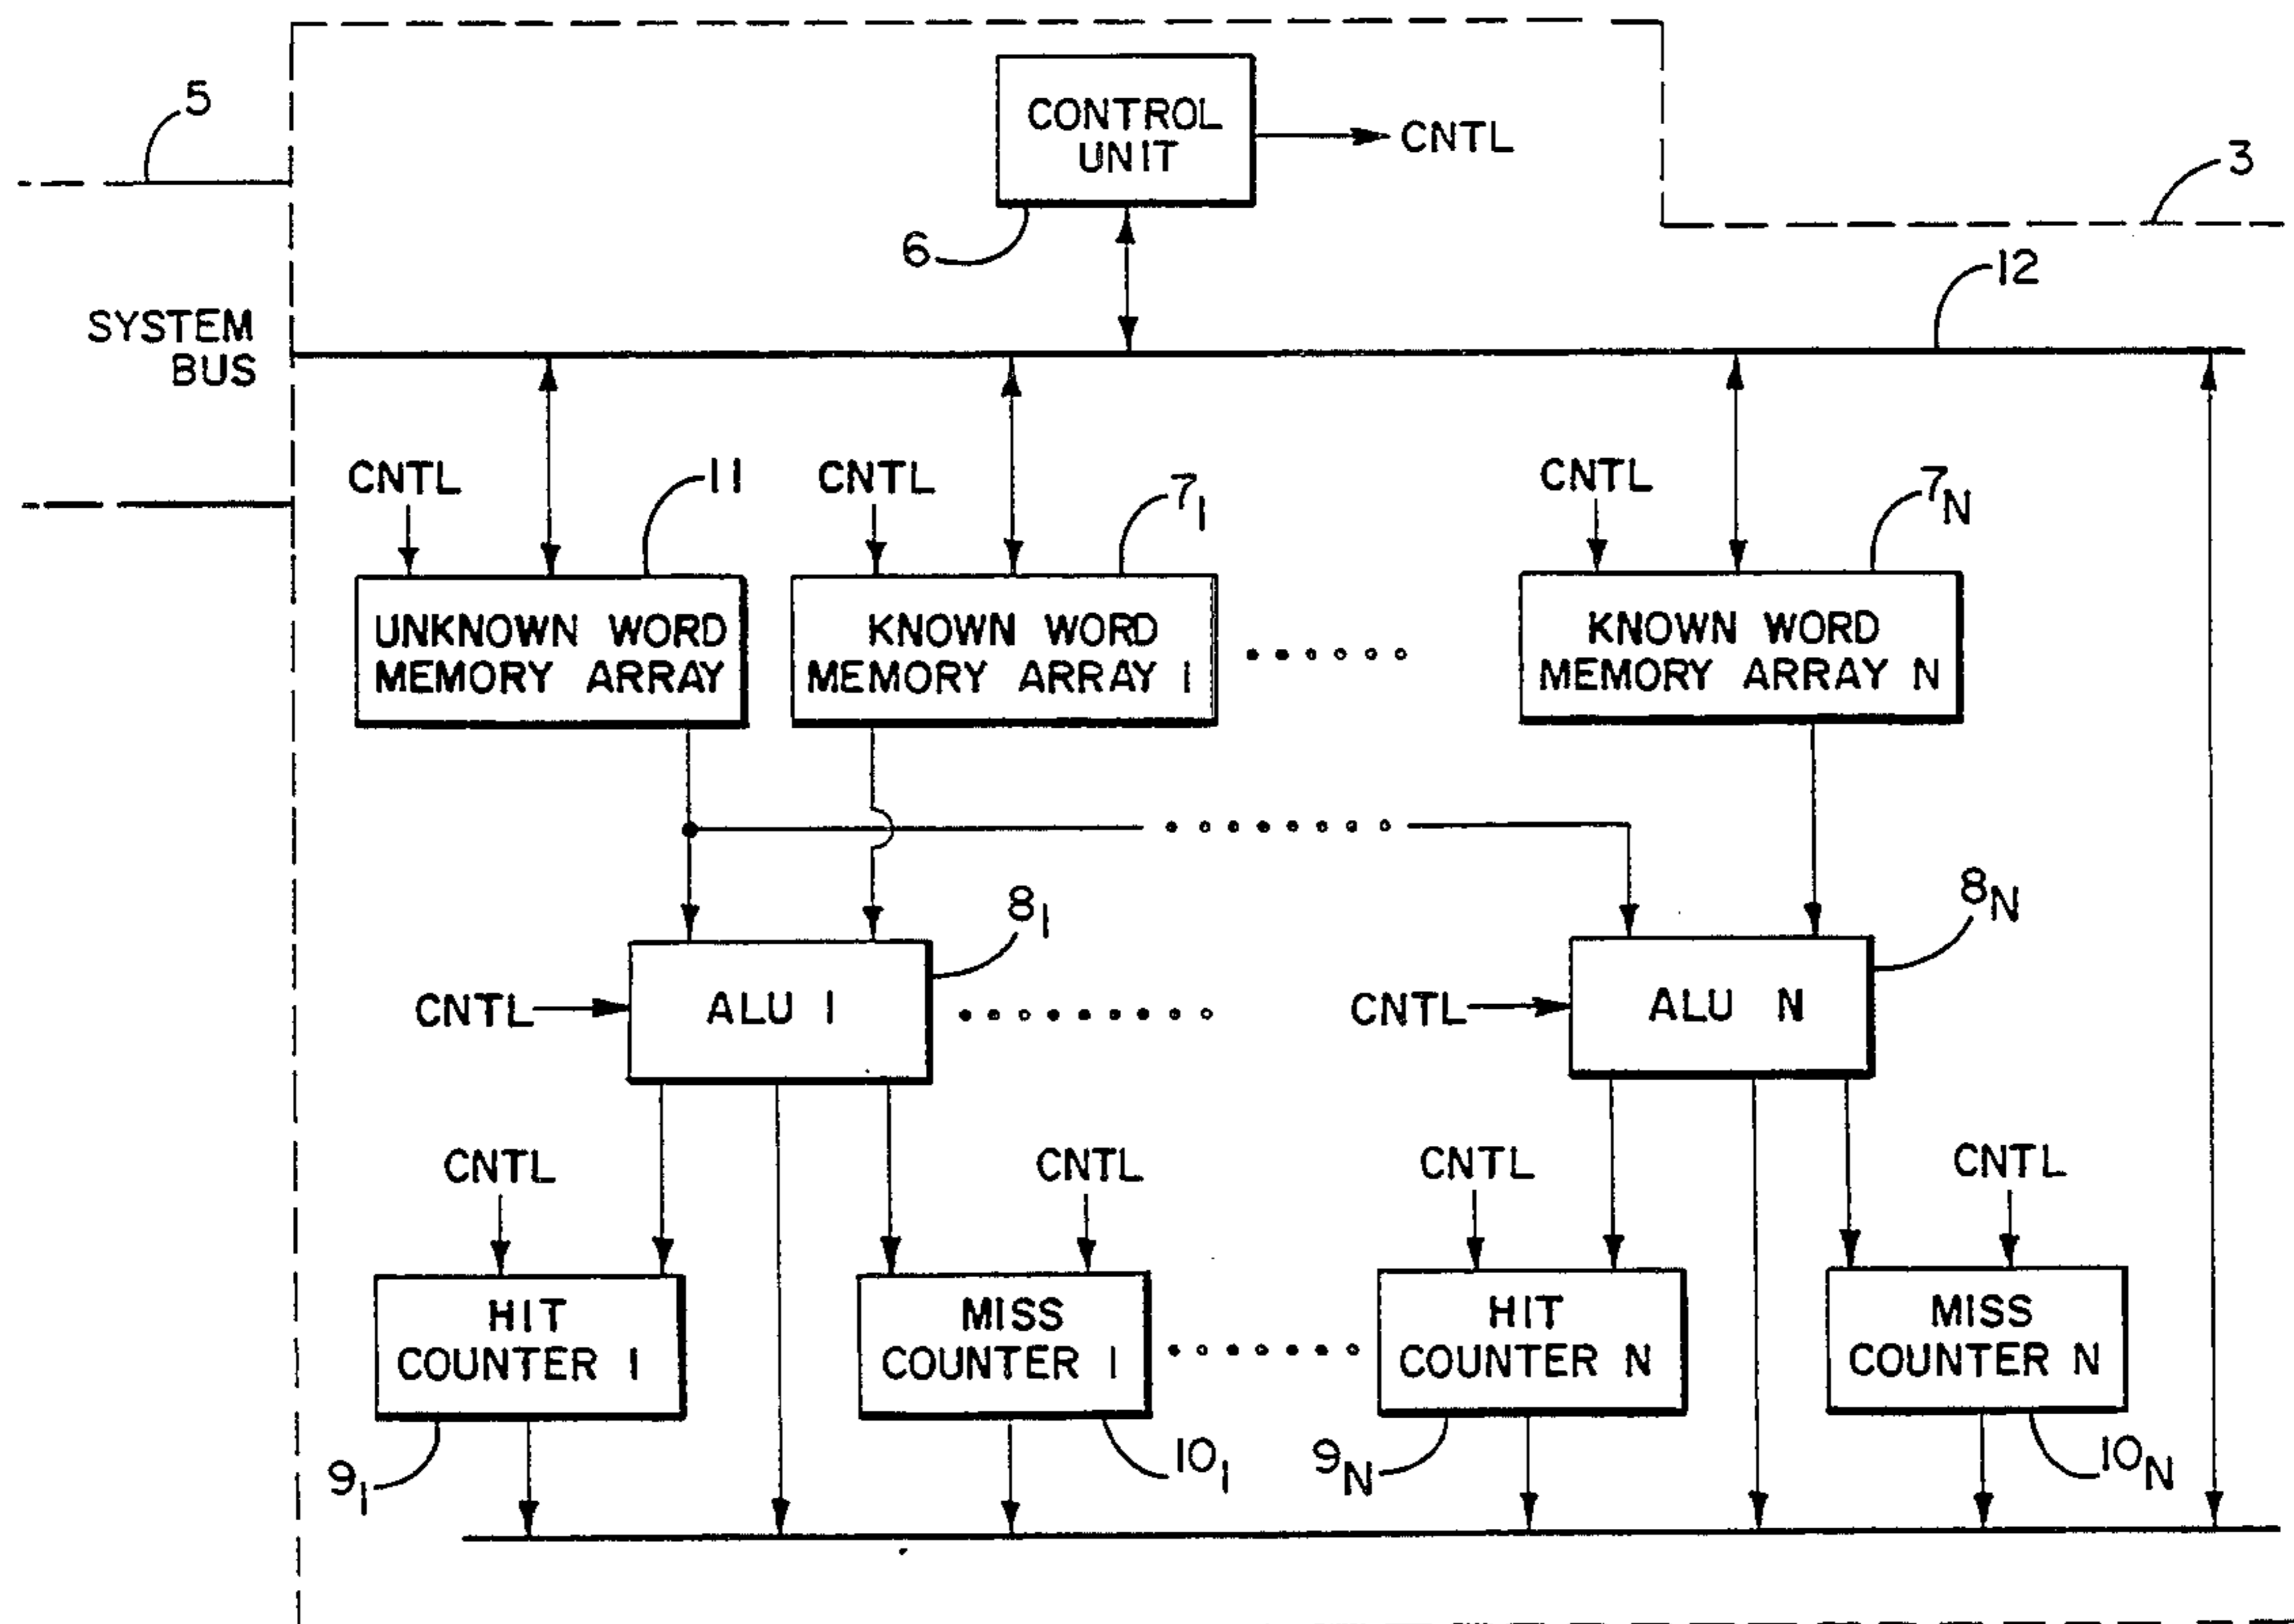 5
CONTROL
UNIT
CNTL
3
6
12
SYSTEM
BUS
CNTL
11
CNTL
7₁
CNTL
7N
UNKNOWN WORD
MEMORY ARRAY
KNOWN WORD
MEMORY ARRAY 1
KNOWN WORD
MEMORY ARRAY N
8₁
8N
CNTL
ALU 1
CNTL
ALU N
CNTL
CNTL
CNTL
CNTL
HIT
COUNTER 1
MISS
COUNTER 1
HIT
COUNTER N
MISS
COUNTER N
9₁
10₁
9N
10N